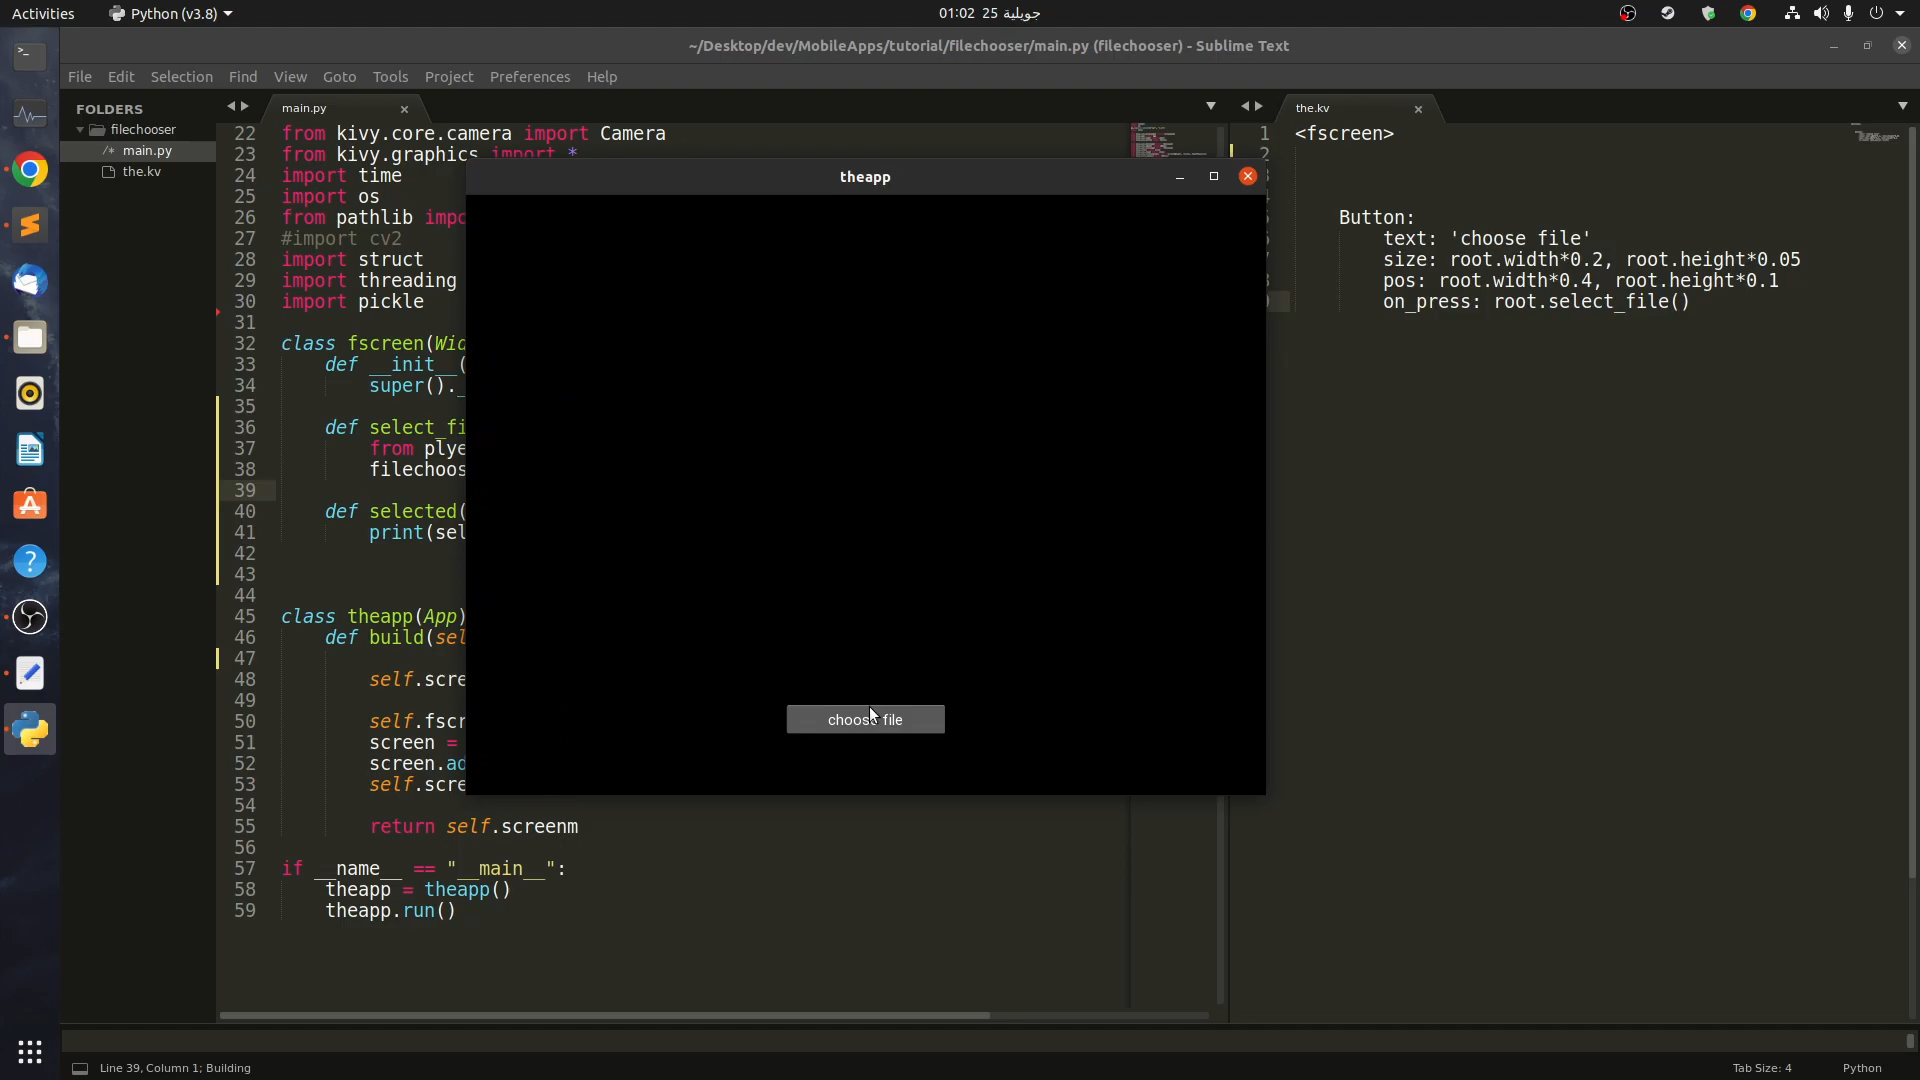 Activities
Python (v3.8)
01:02 25 جويلية
~/Desktop/dev/MobileApps/tutorial/filechooser/main.py (filechooser) - Sublime Text
File Edit Selection Find View Goto Tools Project Preferences Help
FOLDERS
filechooser
/* main.py
the.kv
main.py
22 from kivy.core.camera import Camera
23 from kivy.graphics import *
24 import time
25 import os
26 from pathlib impo
27 #import cv2
28 import struct
29 import threading
30 import pickle
31
32 class fscreen(Wid
33 def __init__(
34 super()._
35
36 def select_fi
37 from plye
38 filechoos
39
40 def selected(
41 print(sel
42
43
44
45 class theapp(App)
46 def build(sel
47
48 self.scre
49
50 self.fscr
51 screen =
52 screen.ad
53 self.scre
54
55 return self.screenm
56
57 if __name__ == "__main__":
58 theapp = theapp()
59 theapp.run()
theapp
choose file
the.kv
1 <fscreen>
2
Button:
text: 'choose file'
size: root.width*0.2, root.height*0.05
pos: root.width*0.4, root.height*0.1
on_press: root.select_file()
Line 39, Column 1; Building
Tab Size: 4
Python